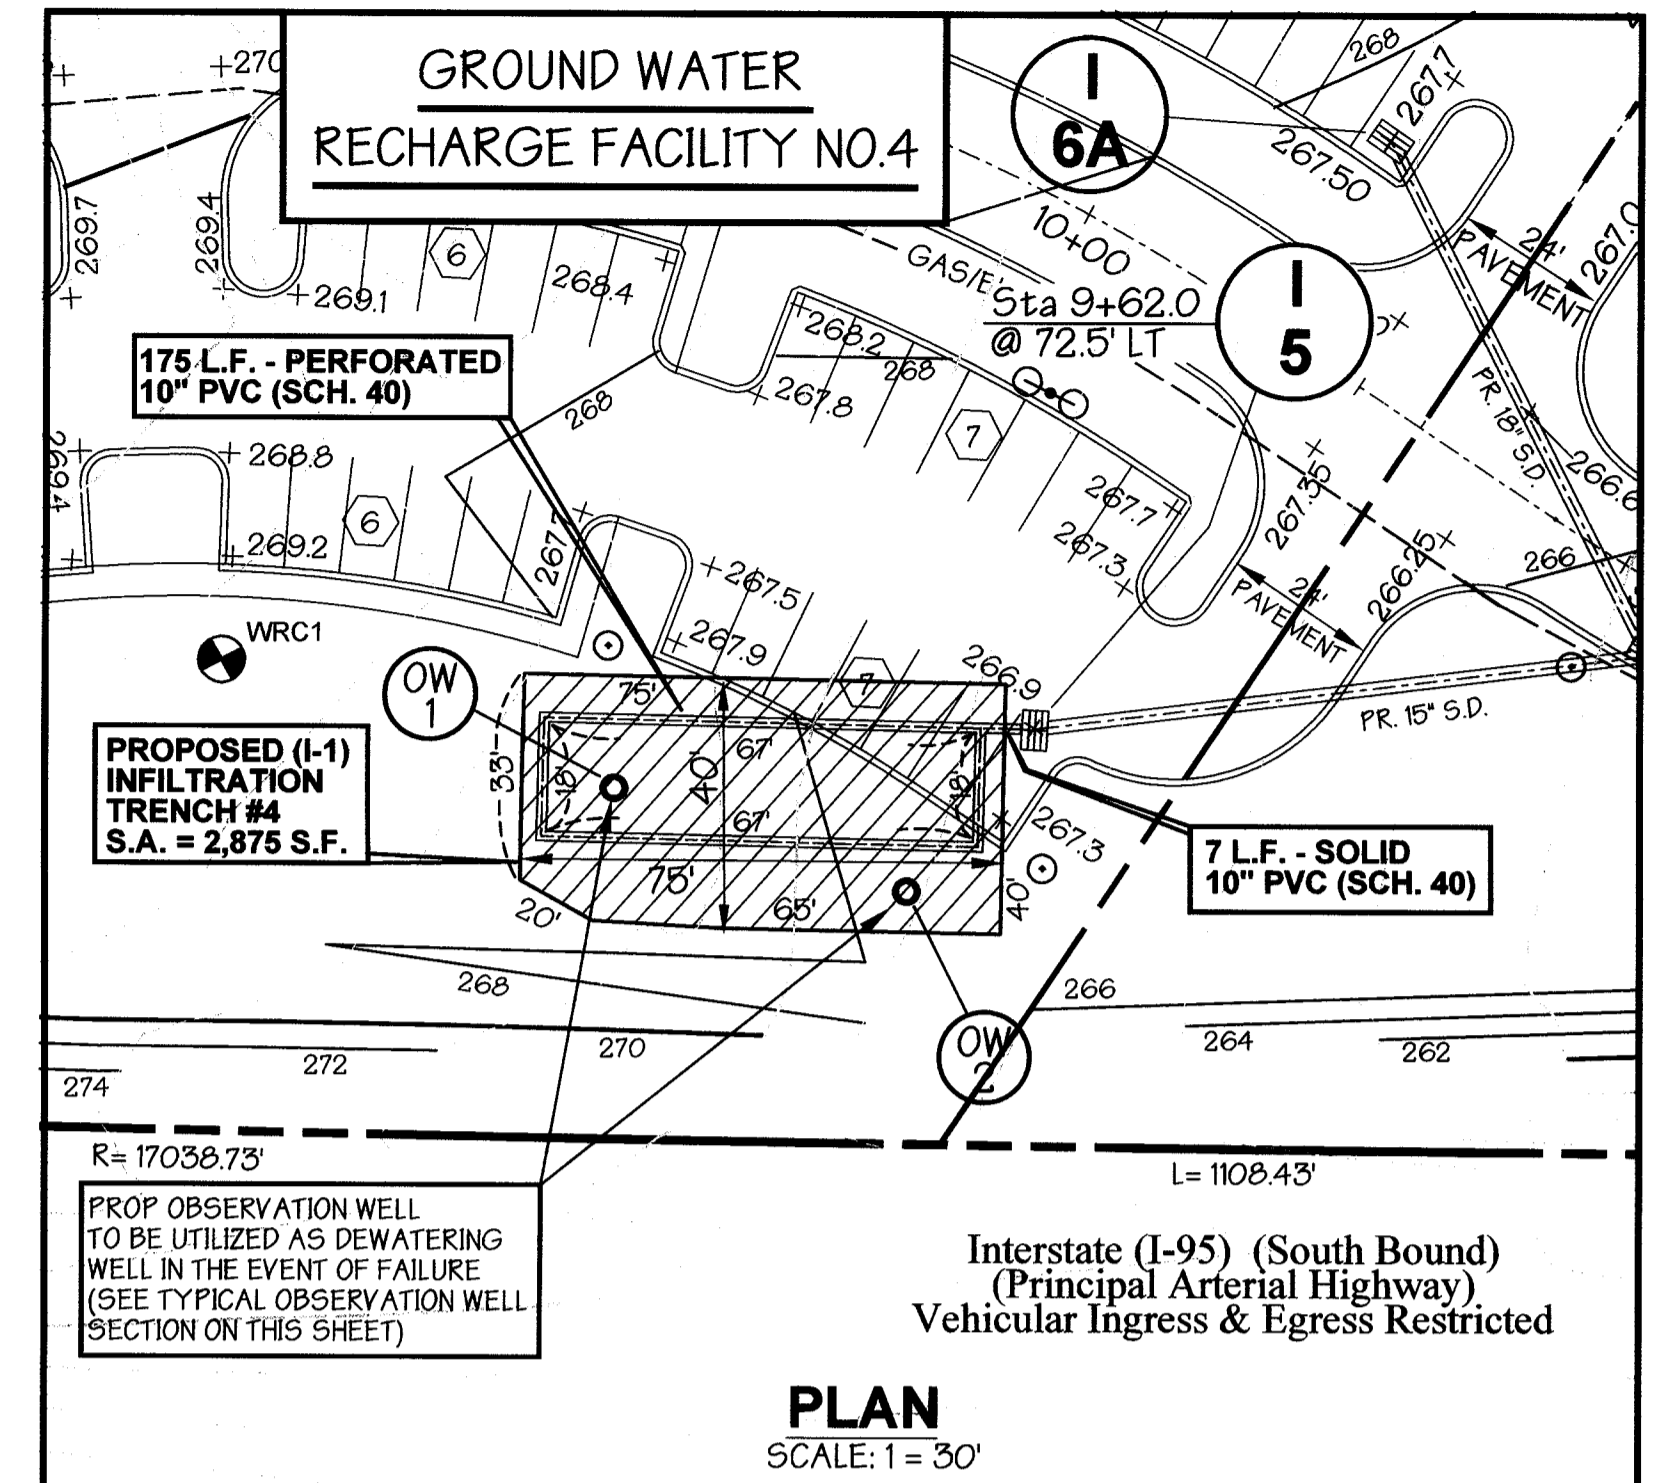 GROUND WATER
RECHARGE FACILITY NO.4
+270
268
267.7
I
6A
267.50
10+00
24'
PAVEMENT
267.0
269.7
269.4
6
268.4
269.1
GAS/E
Sta 9+62.0
@ 72.5' LT
I
5
268.2
268
267.8
175 L.F. - PERFORATED
10" PVC (SCH. 40)
268
7
PR. 18" S.D.
269.4
268.8
6
269.2
267.7
267.7
267.3
267.35
266.6
266
266.25
24'
PAVEMENT
267.5
267.9
WRC1
OW
1
7
266.9
PR. 15" S.D.
75'
67'
33'
18'
40'
18'
67'
75'
65'
20'
40'
267.3
PROPOSED (I-1)
INFILTRATION
TRENCH #4
S.A. = 2,875 S.F.
7 L.F. - SOLID
10" PVC (SCH. 40)
268
266
OW
2
264
262
270
272
274
R= 17038.73'
L= 1108.43'
PROP OBSERVATION WELL
TO BE UTILIZED AS DEWATERING
WELL IN THE EVENT OF FAILURE
(SEE TYPICAL OBSERVATION WELL
SECTION ON THIS SHEET)
Interstate (I-95) (South Bound)
(Principal Arterial Highway)
Vehicular Ingress & Egress Restricted
PLAN
SCALE: 1 = 30'